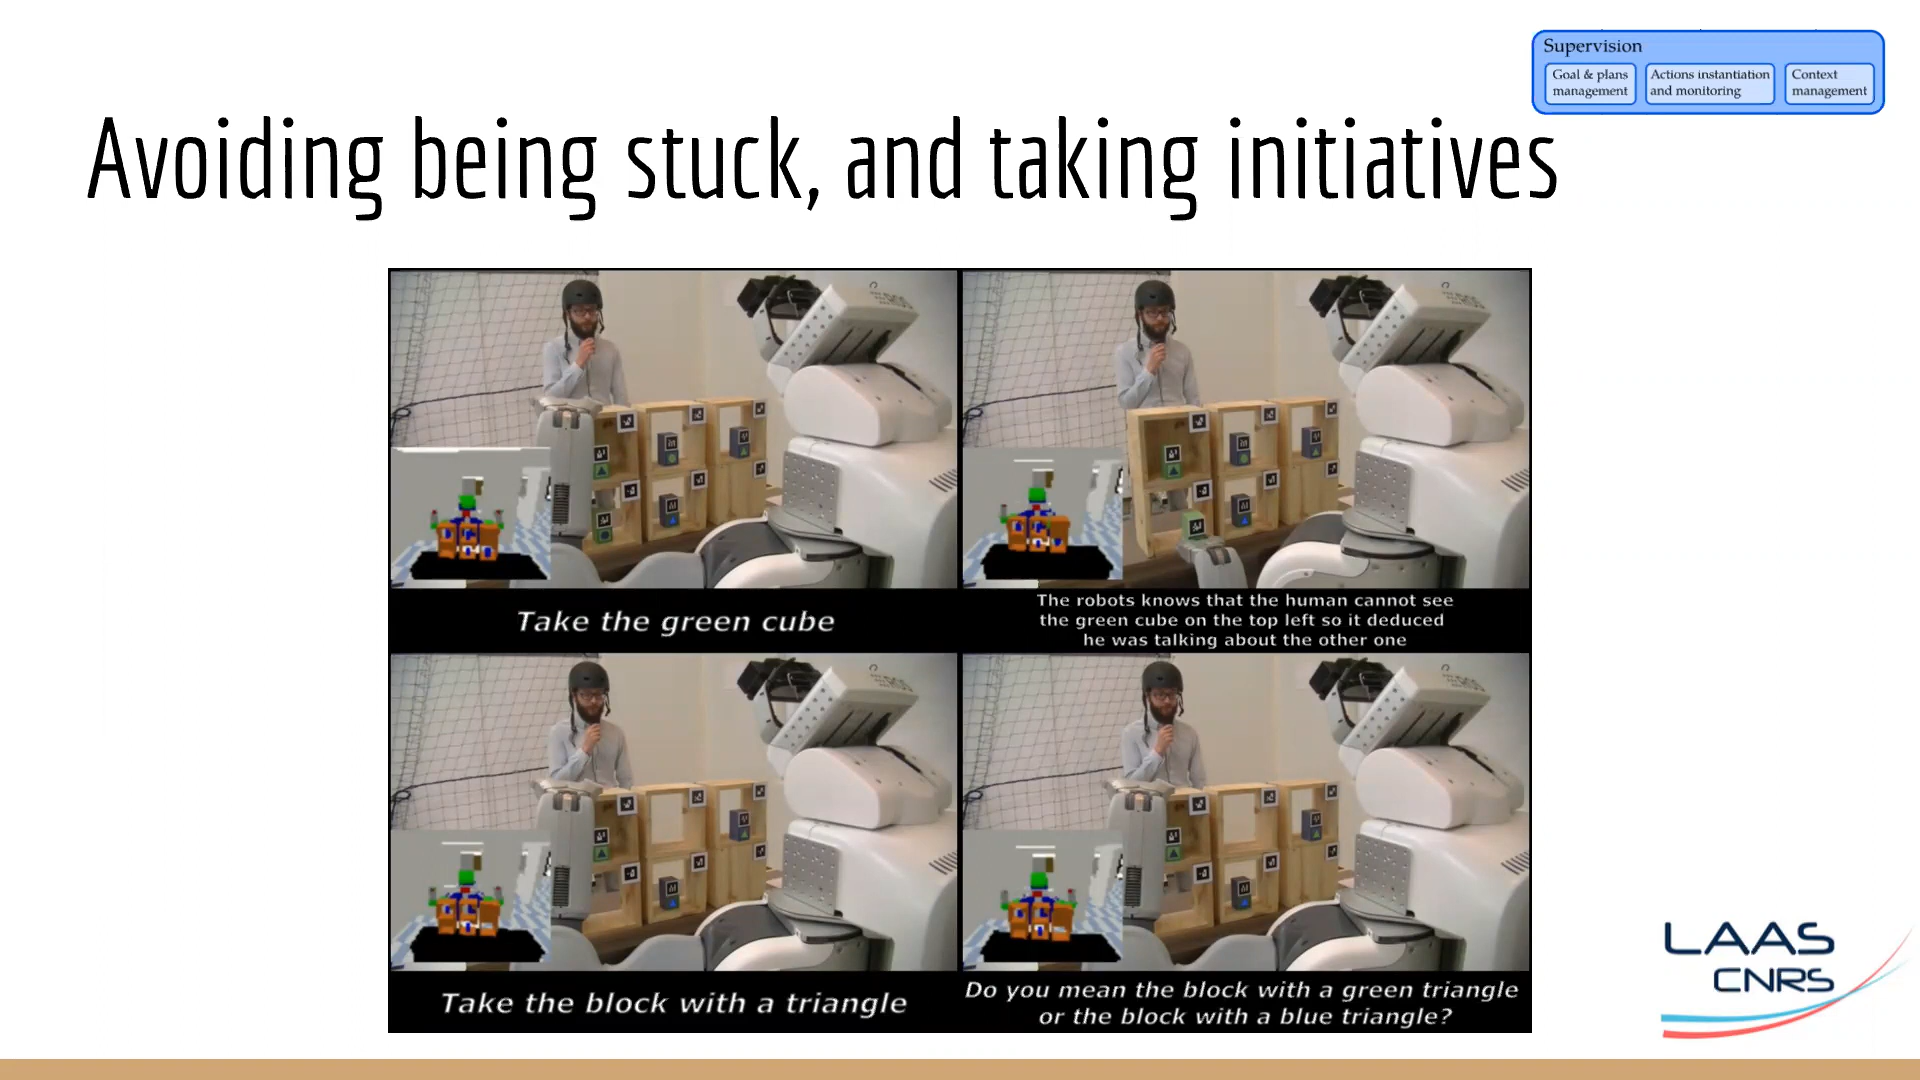 Supervision
Goal & plans
management
Actions instantiation
and monitoring
Context
management
Avoiding being stuck, and taking initiatives
Take the green cube
The robots knows that the human cannot see
the green cube on the top left so it deduced
he was talking about the other one
Take the block with a triangle
Do you mean the block with a green triangle
or the block with a blue triangle?
LAAS
CNRS